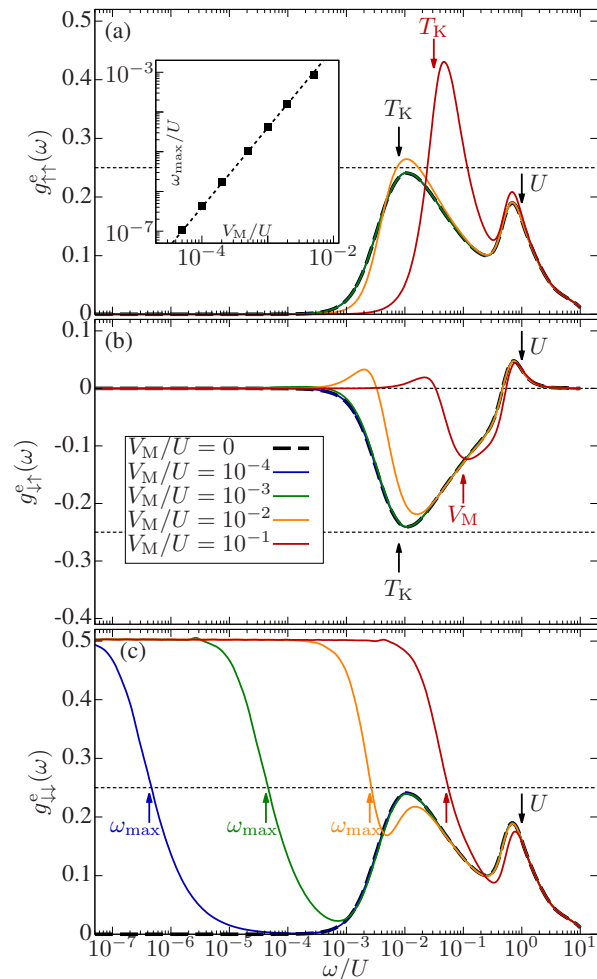 (a)
T_K
T_K
U
0.5
0.4
0.3
0.2
0.1
0
g^e_{↑↑}(ω)
10^{-3}
10^{-7}
ω_max/U
10^{-4}
V_M/U
10^{-2}
(b)
U
0.1
0
-0.1
-0.2
-0.3
-0.4
g^e_{↓↑}(ω)
V_M/U = 0
V_M/U = 10^{-4}
V_M/U = 10^{-3}
V_M/U = 10^{-2}
V_M/U = 10^{-1}
V_M
T_K
(c)
U
0.5
0.4
0.3
0.2
0.1
0
g^e_{↓↓}(ω)
ω_max
ω_max
ω_max
10^{-7} 10^{-6} 10^{-5} 10^{-4} 10^{-3} 10^{-2} 10^{-1} 10^0 10^1
ω/U